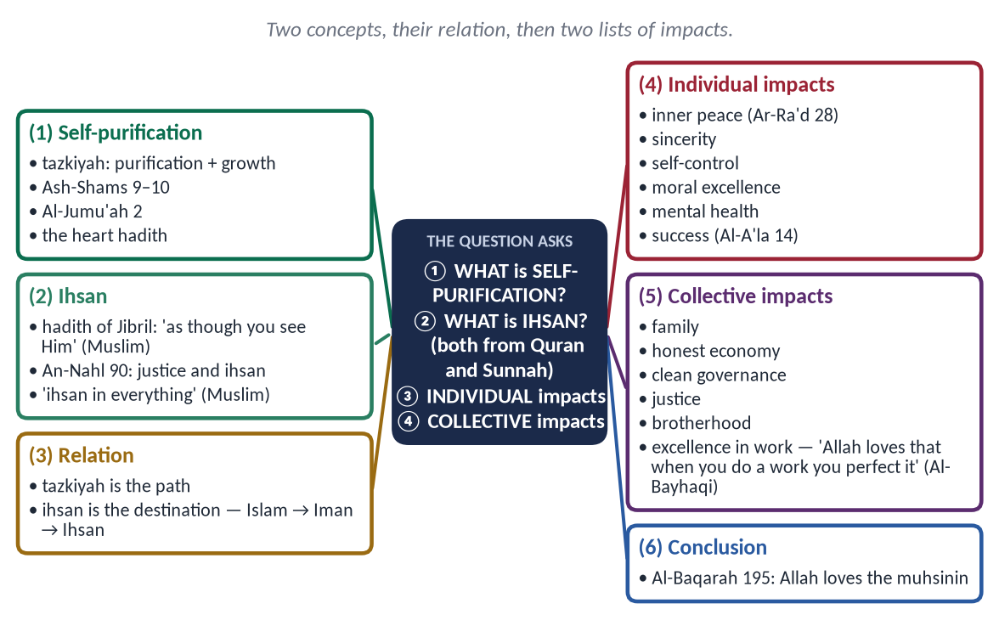 Two concepts, their relation, then two lists of impacts.
(1) Self-purification
• tazkiyah: purification + growth
• Ash-Shams 9–10
• Al-Jumu'ah 2
• the heart hadith
(2) Ihsan
• hadith of Jibril: 'as though you see
Him' (Muslim)
• An-Nahl 90: justice and ihsan
• 'ihsan in everything' (Muslim)
(3) Relation
• tazkiyah is the path
• ihsan is the destination — Islam → Iman
→ Ihsan
THE QUESTION ASKS
① WHAT is SELF-
PURIFICATION?
② WHAT is IHSAN?
(both from Quran
and Sunnah)
③ INDIVIDUAL impacts
④ COLLECTIVE impacts
(4) Individual impacts
• inner peace (Ar-Ra'd 28)
• sincerity
• self-control
• moral excellence
• mental health
• success (Al-A'la 14)
(5) Collective impacts
• family
• honest economy
• clean governance
• justice
• brotherhood
• excellence in work — 'Allah loves that
when you do a work you perfect it' (Al-
Bayhaqi)
(6) Conclusion
• Al-Baqarah 195: Allah loves the muhsinin